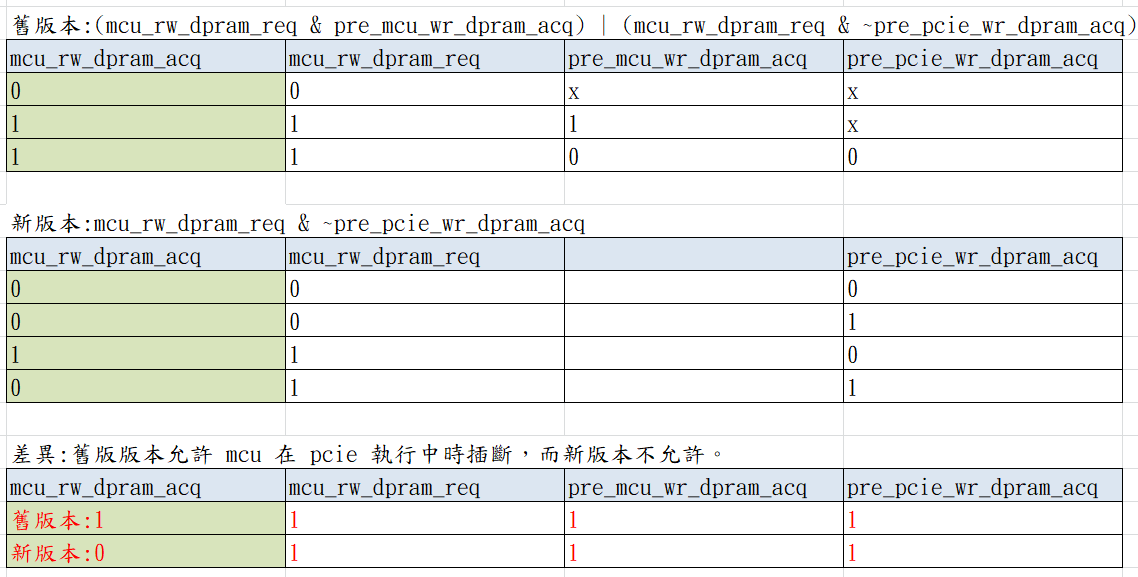 舊版本:(mcu_rw_dpram_req & pre_mcu_wr_dpram_acq) | (mcu_rw_dpram_req & ~pre_pcie_wr_dpram_acq)
mcu_rw_dpram_acq mcu_rw_dpram_req pre_mcu_wr_dpram_acq pre_pcie_wr_dpram_acq
0 0 x x
1 1 1 x
1 1 0 0
新版本:mcu_rw_dpram_req & ~pre_pcie_wr_dpram_acq
mcu_rw_dpram_acq mcu_rw_dpram_req pre_pcie_wr_dpram_acq
0 0 0
0 0 1
1 1 0
0 1 1
差異:舊版版本允許 mcu 在 pcie 執行中時插斷，而新版本不允許。
mcu_rw_dpram_acq mcu_rw_dpram_req pre_mcu_wr_dpram_acq pre_pcie_wr_dpram_acq
舊版本:1 1 1 1
新版本:0 1 1 1